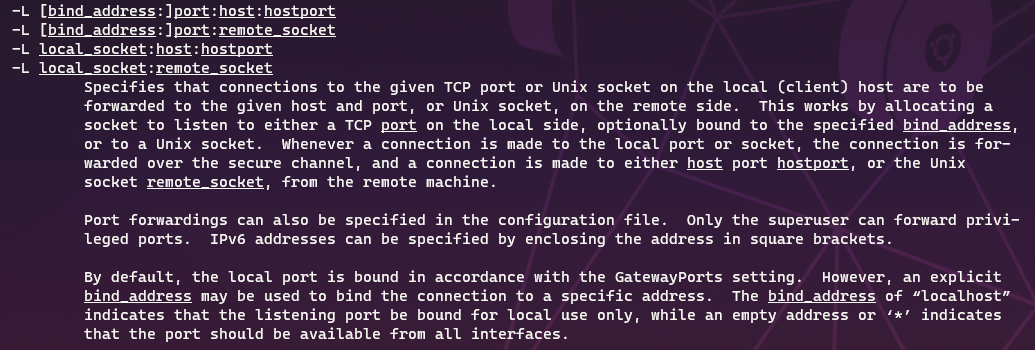 -L [bind_address:]port:host:hostport
-L [bind_address:]port:remote_socket
-L local_socket:host:hostport
-L local_socket:remote_socket
Specifies that connections to the given TCP port or Unix socket on the local (client) host are to be
forwarded to the given host and port, or Unix socket, on the remote side.  This works by allocating a
socket to listen to either a TCP port on the local side, optionally bound to the specified bind_address,
or to a Unix socket.  Whenever a connection is made to the local port or socket, the connection is for‐
warded over the secure channel, and a connection is made to either host port hostport, or the Unix
socket remote_socket, from the remote machine.

Port forwardings can also be specified in the configuration file.  Only the superuser can forward privi‐
leged ports.  IPv6 addresses can be specified by enclosing the address in square brackets.

By default, the local port is bound in accordance with the GatewayPorts setting.  However, an explicit
bind_address may be used to bind the connection to a specific address.  The bind_address of “localhost”
indicates that the listening port be bound for local use only, while an empty address or ‘*’ indicates
that the port should be available from all interfaces.